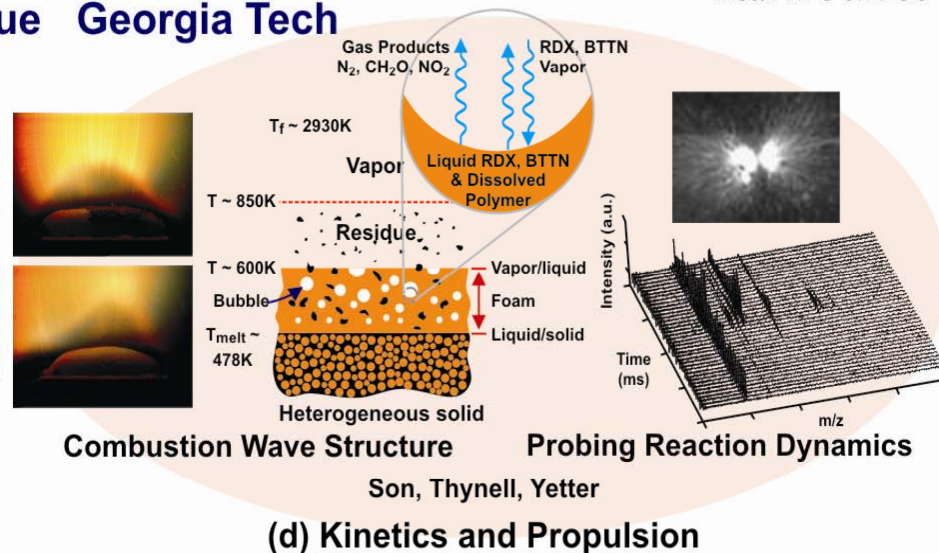 ue Georgia Tech
Gas Products
N₂, CH₂O, NO₂
RDX, BTTN
Vapor
T_f ~ 2930K
Vapor
Liquid RDX, BTTN
& Dissolved
Polymer
T ~ 850K
Residue
T ~ 600K
Vapor/liquid
Bubble
Foam
T_melt ~
478K
Liquid/solid
Heterogeneous solid
Intensity (a.u.)
Time
(ms)
m/z
Combustion Wave Structure
Probing Reaction Dynamics
Son, Thynell, Yetter
(d) Kinetics and Propulsion